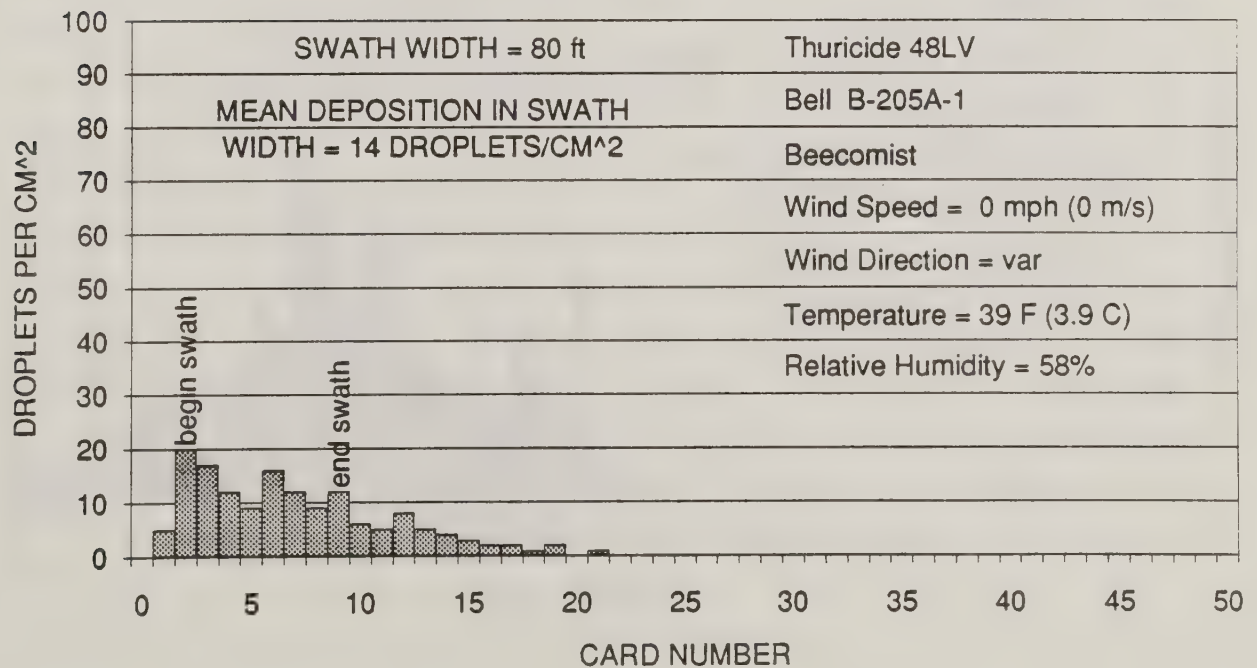 DROPLETS PER CM^2
100
90
80
70
60
50
40
30
20
10
0
SWATH WIDTH = 80 ft
MEAN DEPOSITION IN SWATH
WIDTH = 14 DROPLETS/CM^2
Thuricide 48LV
Bell B-205A-1
Beecomist
Wind Speed = 0 mph (0 m/s)
Wind Direction = var
Temperature = 39 F (3.9 C)
Relative Humidity = 58%
begin swath
end swath
0 5 10 15 20 25 30 35 40 45 50
CARD NUMBER